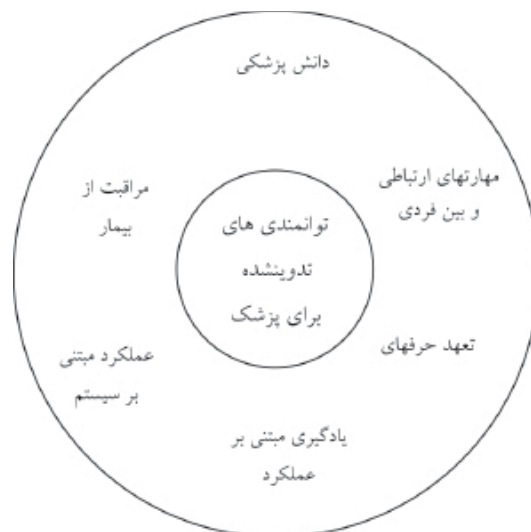 دانش پزشکی
مهارتهای ارتباطی
و بین فردی
مراقبت از
بیمار
توانمندی های
تدوینشده
برای پزشک
تعهد حرفهای
عملکرد مبتنی
بر سیستم
یادگیری مبتنی بر
عملکرد